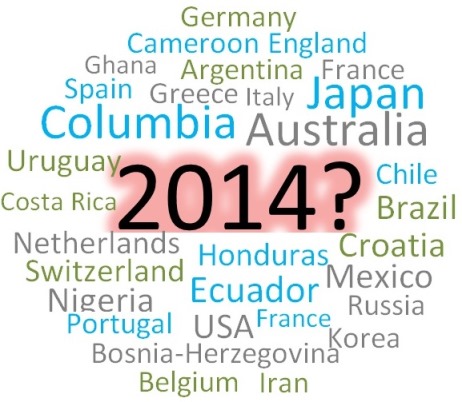 Germany
Cameroon England
Ghana Argentina France
Spain Greece Italy Japan
Columbia Australia
Uruguay 2014? Chile
Costa Rica Brazil
Netherlands Honduras Croatia
Switzerland Ecuador Mexico
Nigeria Russia
Portugal USA France Korea
Bosnia-Herzegovina
Belgium Iran